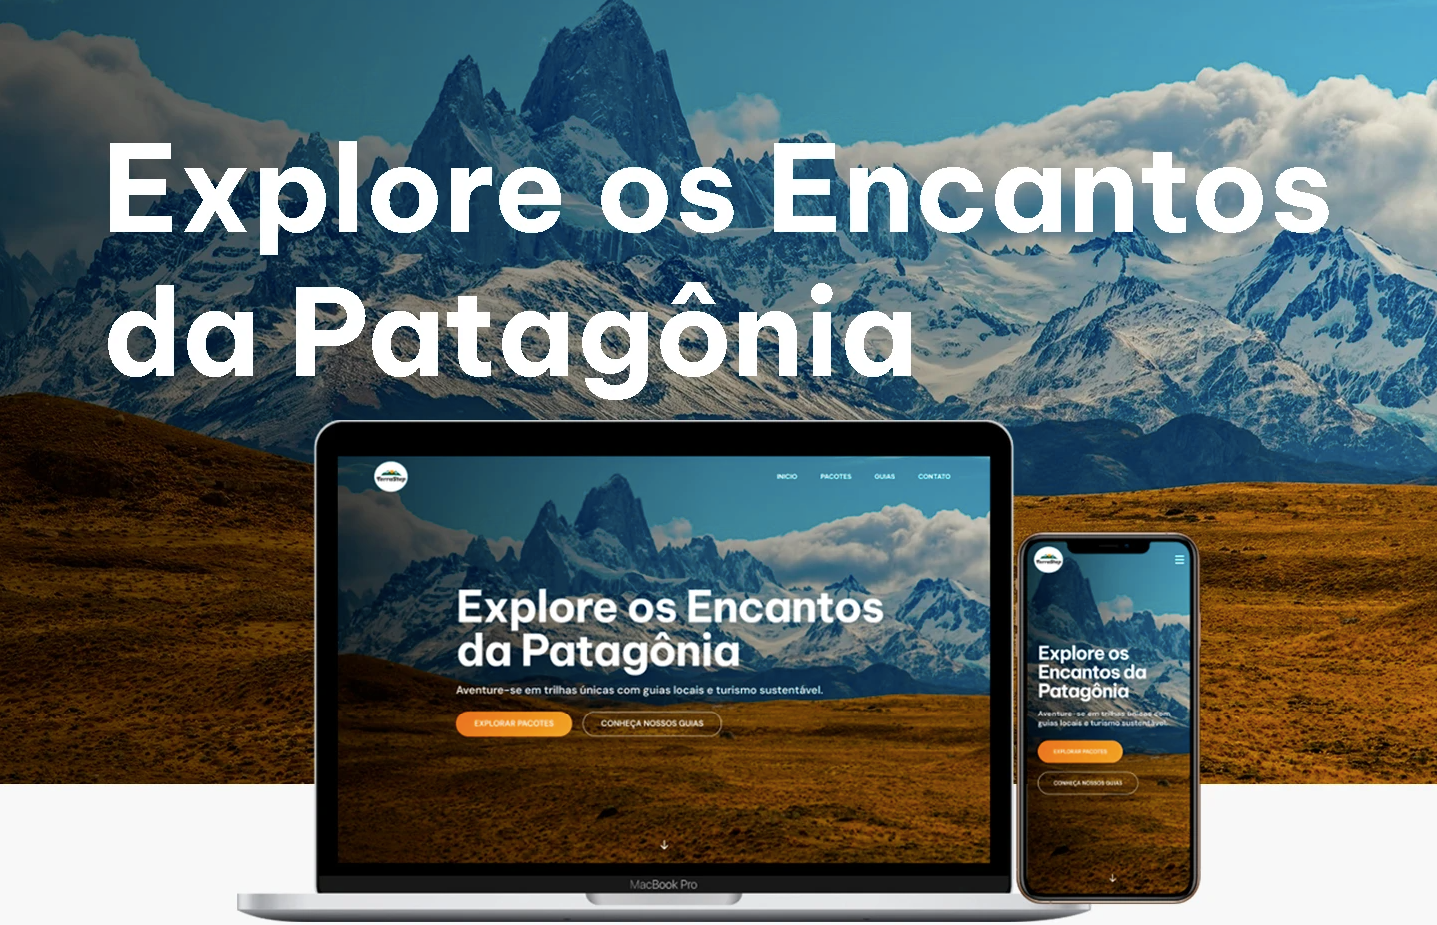 Explore os Encantos
da Patagônia
TerraStep
INICIO PACOTES GUIAS CONTATO
Explore os Encantos
da Patagônia
Aventure-se em trilhas únicas com guias locais e turismo sustentável.
EXPLORAR PACOTES CONHEÇA NOSSOS GUIAS
MacBook Pro
TerraStep
Explore os
Encantos da
Patagônia
Aventure-se em trilhas únicas com
guias locais e turismo sustentável.
EXPLORAR PACOTES
CONHEÇA NOSSOS GUIAS